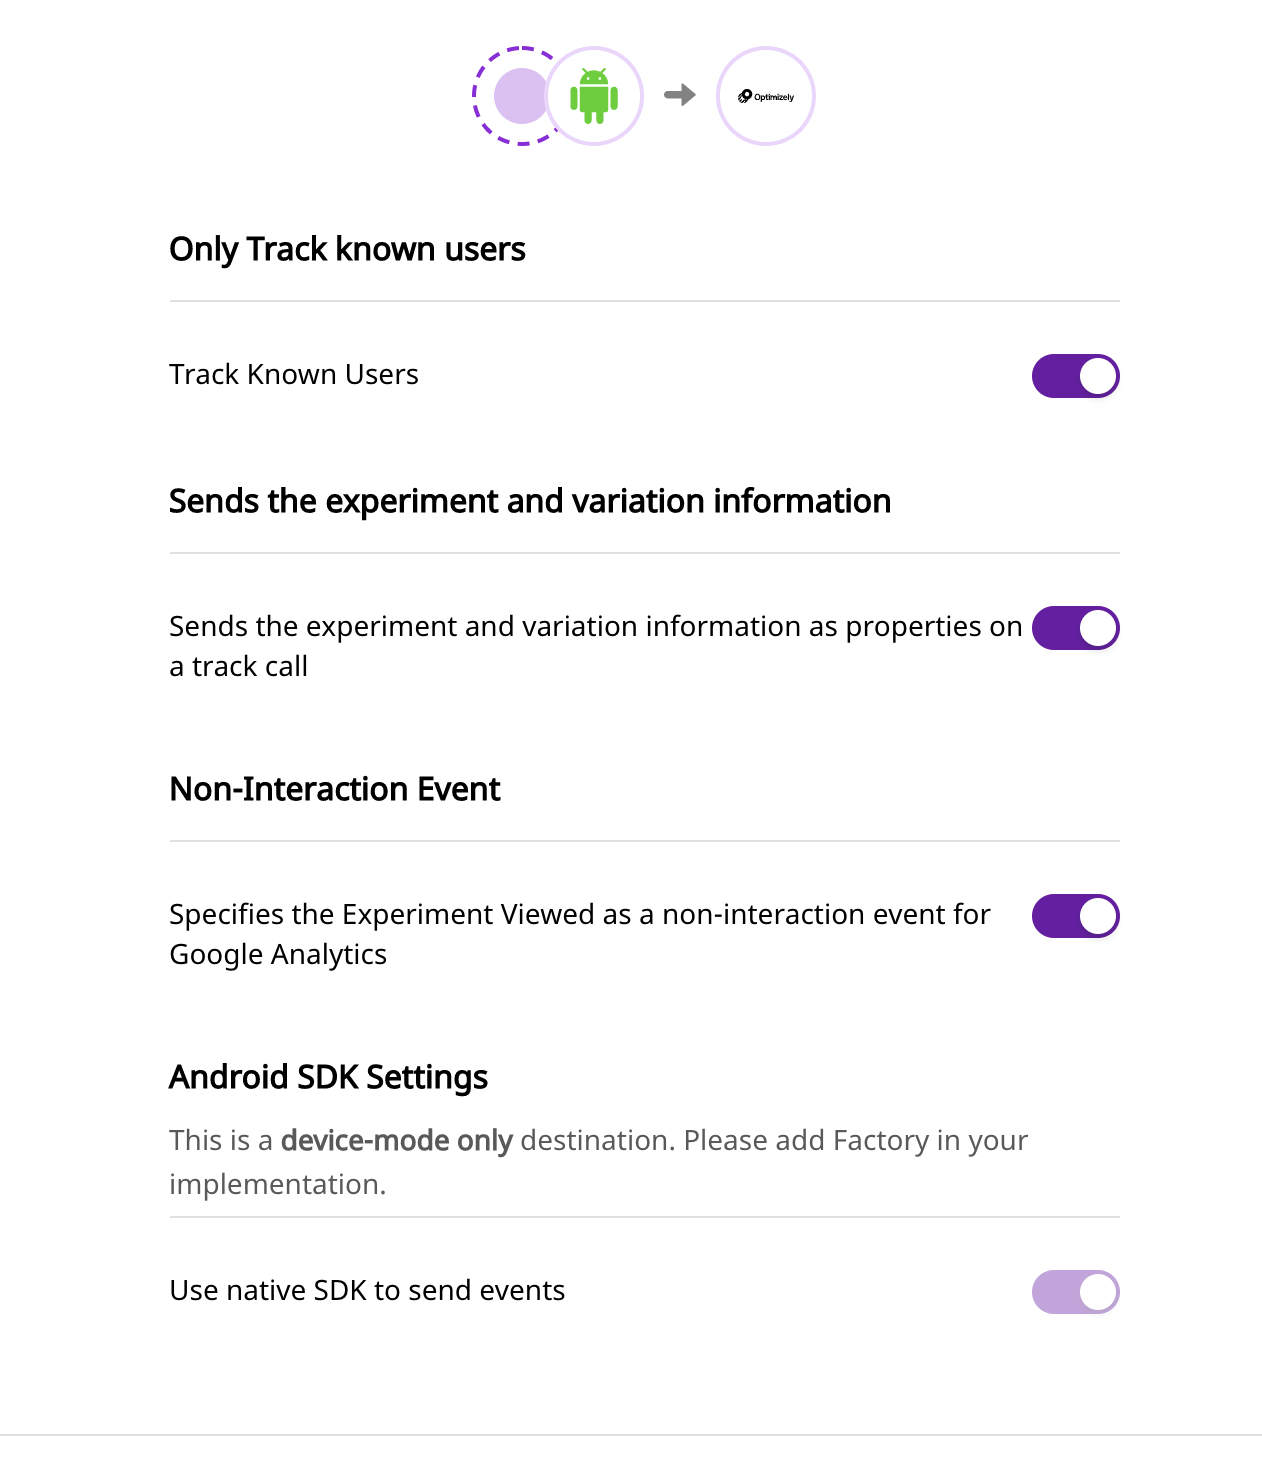 Optimizely
Only Track known users
Track Known Users
Sends the experiment and variation information
Sends the experiment and variation information as properties on
a track call
Non-Interaction Event
Specifies the Experiment Viewed as a non-interaction event for
Google Analytics
Android SDK Settings
This is a device-mode only destination. Please add Factory in your
implementation.
Use native SDK to send events